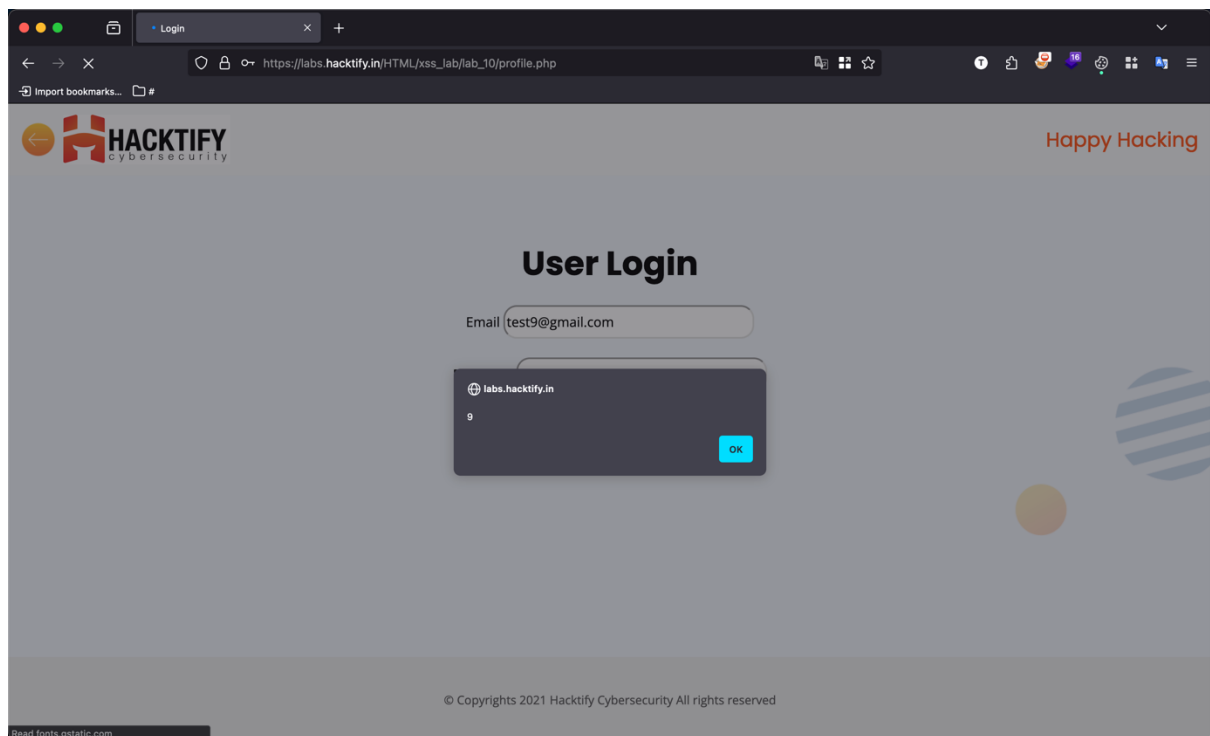 Login
https://labs.hacktify.in/HTML/xss_lab/lab_10/profile.php
T
16
Import bookmarks... #
HACKTIFY
cybersecurity
Happy Hacking
User Login
Email test9@gmail.com
labs.hacktify.in
9
OK
© Copyrights 2021 Hacktify Cybersecurity All rights reserved
Read fonts.gstatic.com